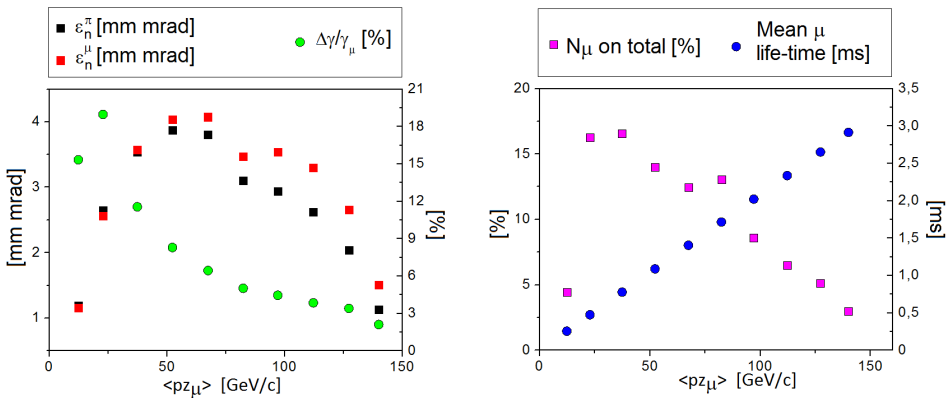 ε_n^π [mm mrad]
ε_n^μ [mm mrad]
Δγ/γ_μ [%]
[mm mrad]
4
3
2
1
21
18
15
12
9
6
3
0
[%]
0 50 100 150
<pz_μ> [GeV/c]
N_μ on total [%]
Mean μ
life-time [ms]
[%]
20
15
10
5
0
3,5
3,0
2,5
2,0
1,5
1,0
0,5
0,0
[ms]
0 50 100 150
<pz_μ> [GeV/c]